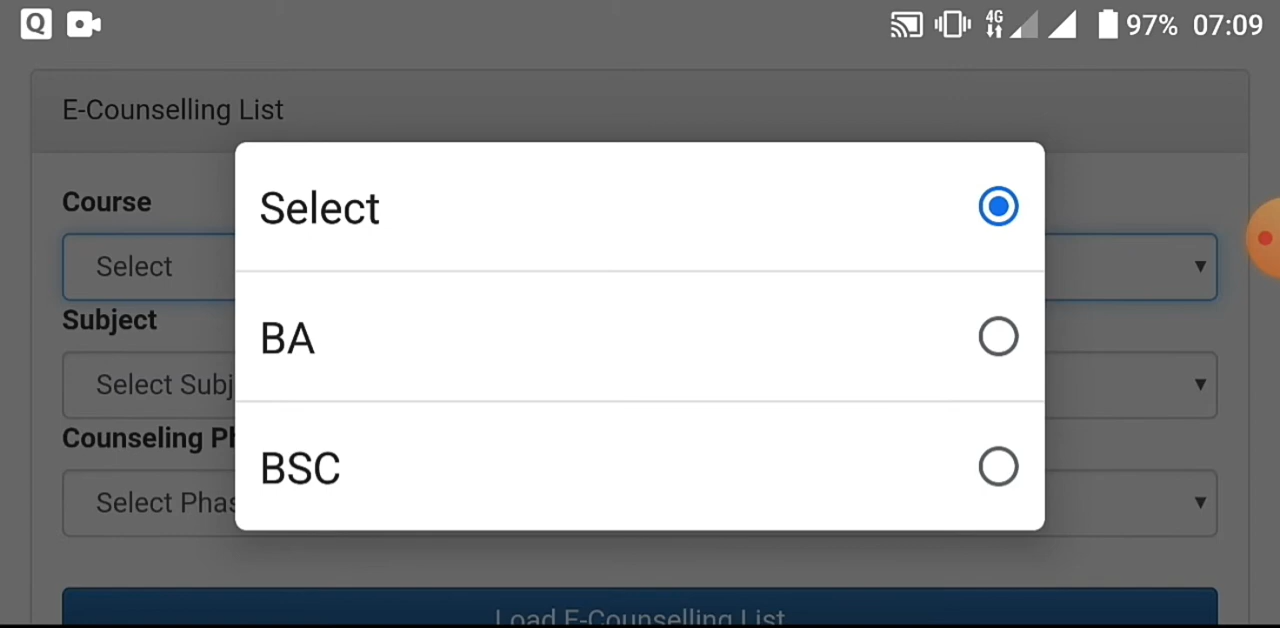 Q
4G 97% 07:09
E-Counselling List
Course
Select
Subject
Select Subj
Counseling Ph
Select Phas
Load E-Counselling List
Select
BA
BSC